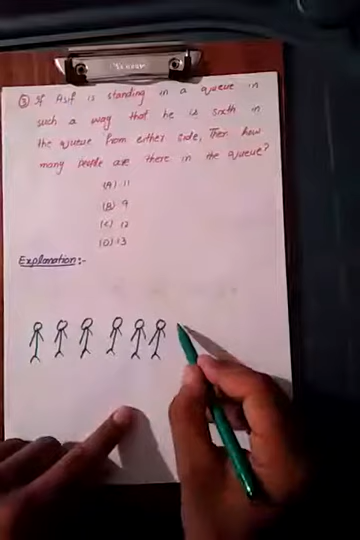 ③ If Asif is standing in a queue in
such a way that he is sixth in
the queue from either side, Then how
many people are there in the queue?
(A) 11
(B) 9
(C) 12
(D) 13
Explanation:-